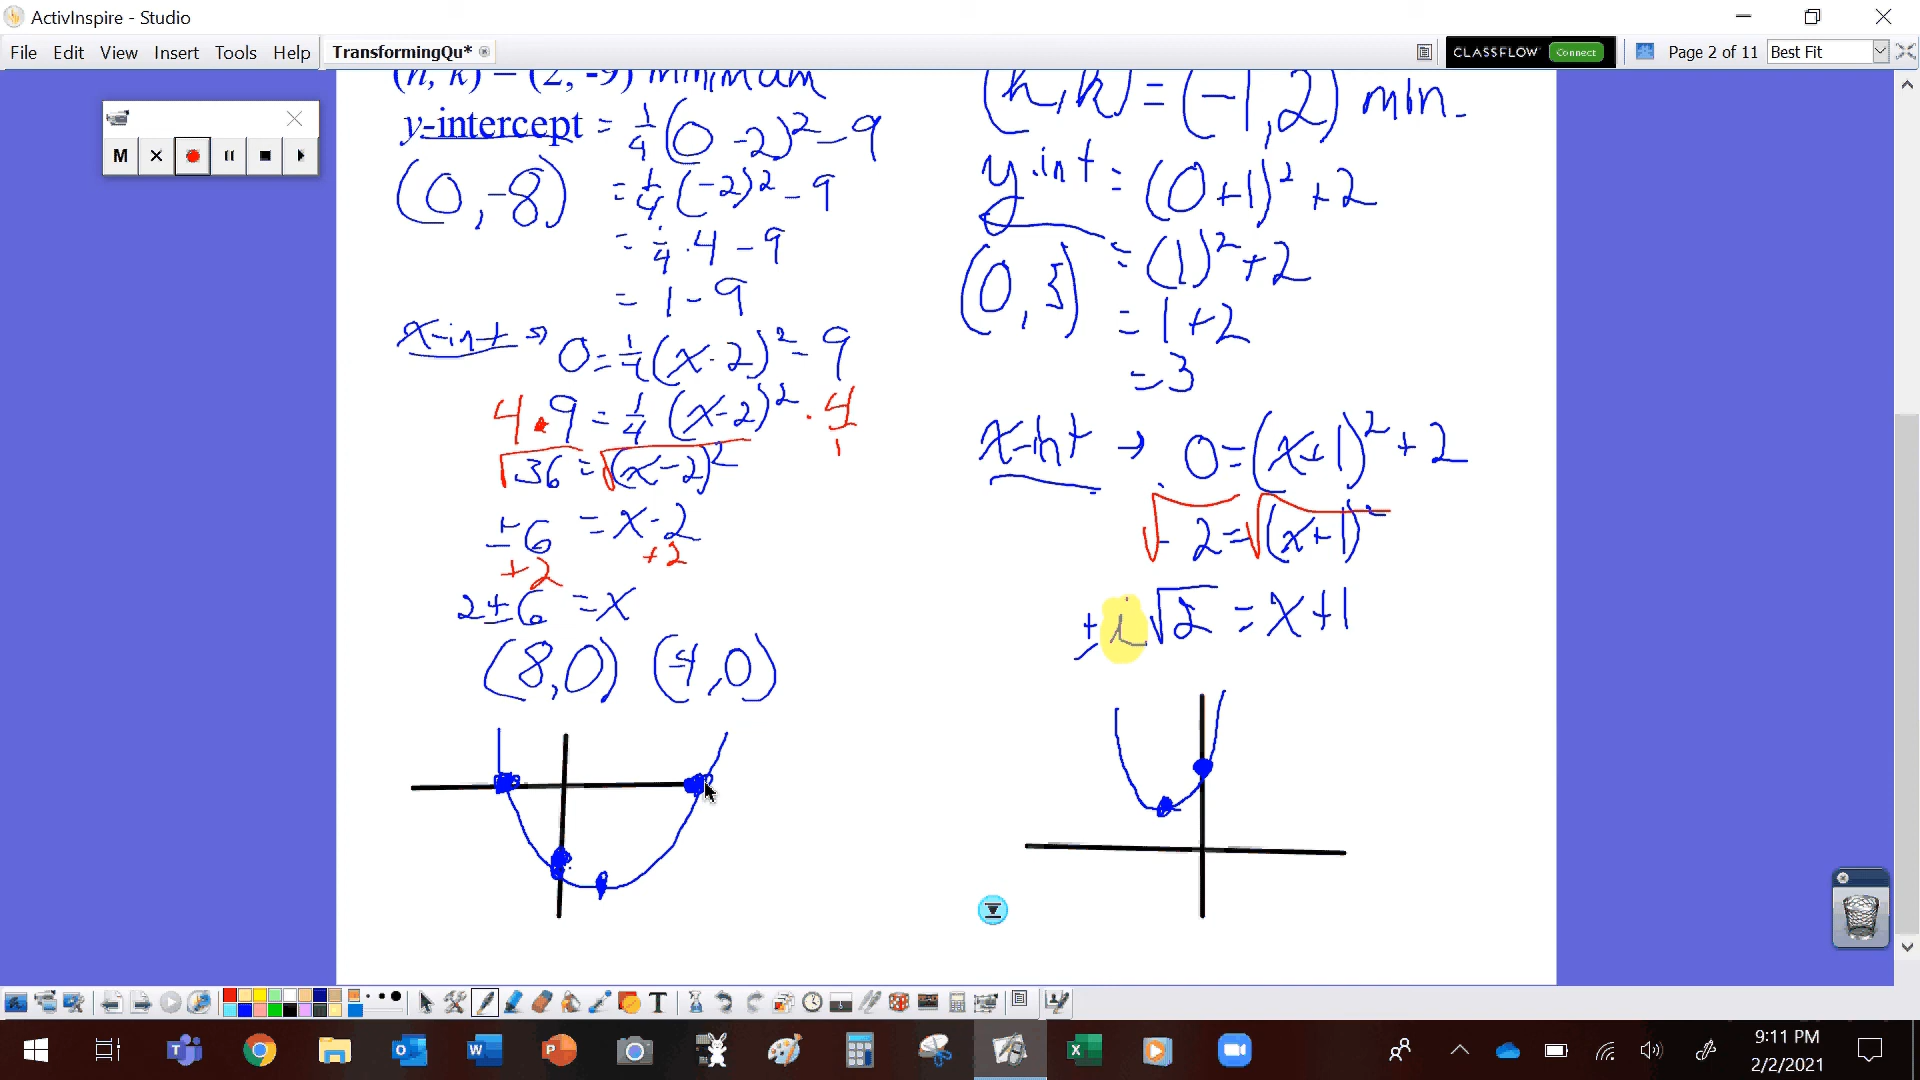 ActivInspire - Studio
File Edit View Insert Tools Help
TransformingQu*
CLASSFLOW Connect
Page 2 of 11 Best Fit
M
(h, k) = (2, -9) minimum
y-intercept = 1/4(0 -2)² -9
(0,-8)
= 1/4(-2)² - 9
= 1/4 · 4 - 9
= 1 - 9
x-int → 0 = 1/4(x-2)² - 9
4 · 9 = 1/4 (x-2)² · 4/1
√36 = √(x-2)²
±6 = x-2
+2 +2
2±6 = x
(8,0) (-4,0)
(h,k) = (-1,2) min.
y.int = (0+1)² +2
(0,3)
= (1)² +2
= 1+2
= 3
x-int → 0=(x+1)² +2
√-2 = √(x+1)²
±i√2 = x+1
T
9:11 PM
2/2/2021